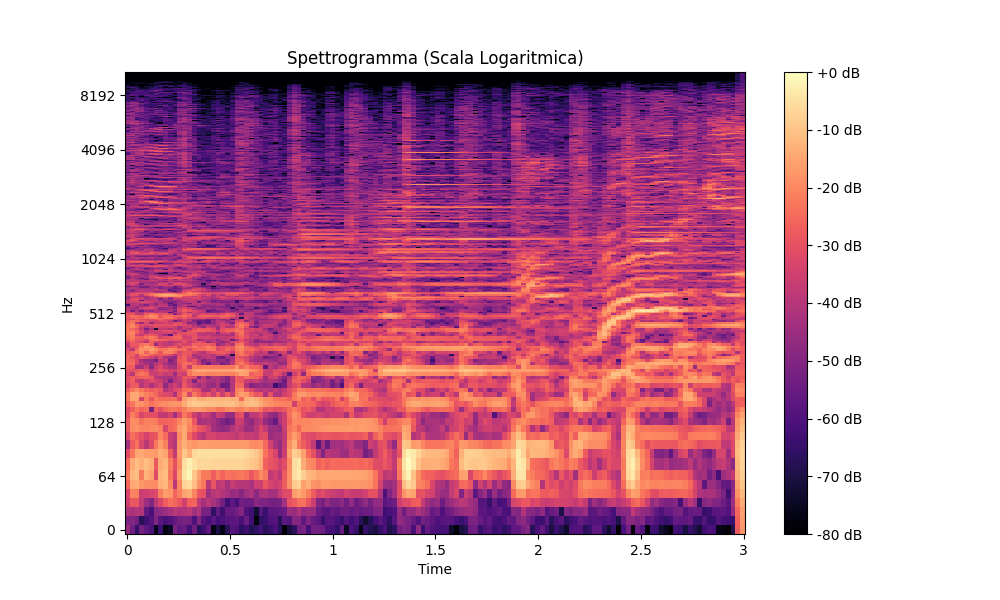 Spettrogramma (Scala Logaritmica)
Hz
8192
4096
2048
1024
512
256
128
64
0
0 0.5 1 1.5 2 2.5 3
Time
+0 dB
-10 dB
-20 dB
-30 dB
-40 dB
-50 dB
-60 dB
-70 dB
-80 dB